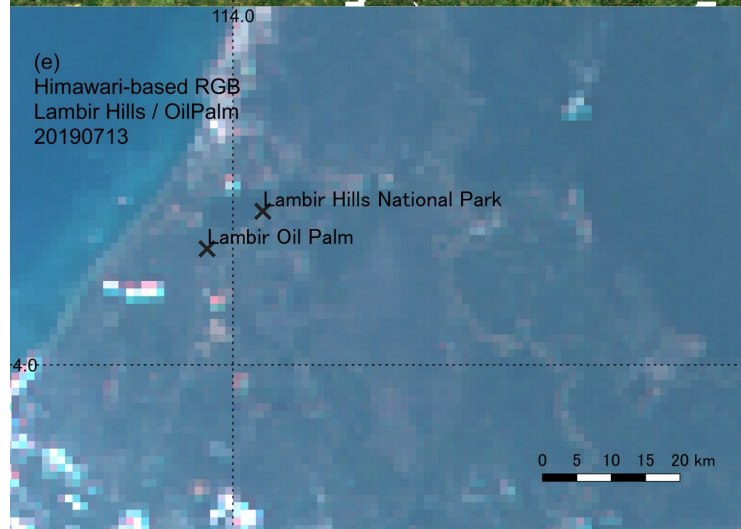 114.0
(e)
Himawari-based RGB
Lambir Hills / OilPalm
20190713
Lambir Hills National Park
Lambir Oil Palm
4.0
0 5 10 15 20 km